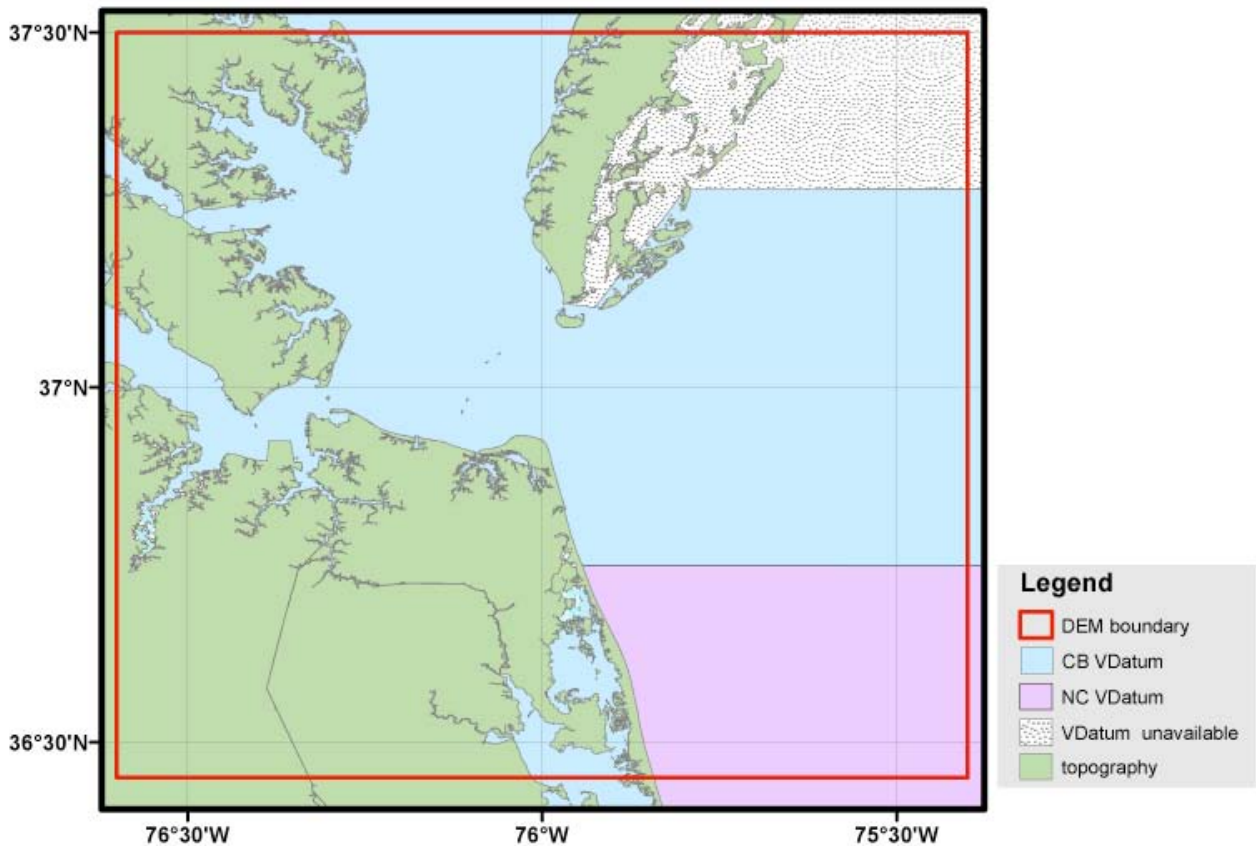 37°30'N
37°N
36°30'N
76°30'W
76°W
75°30'W
Legend
DEM boundary
CB VDatum
NC VDatum
VDatum unavailable
topography